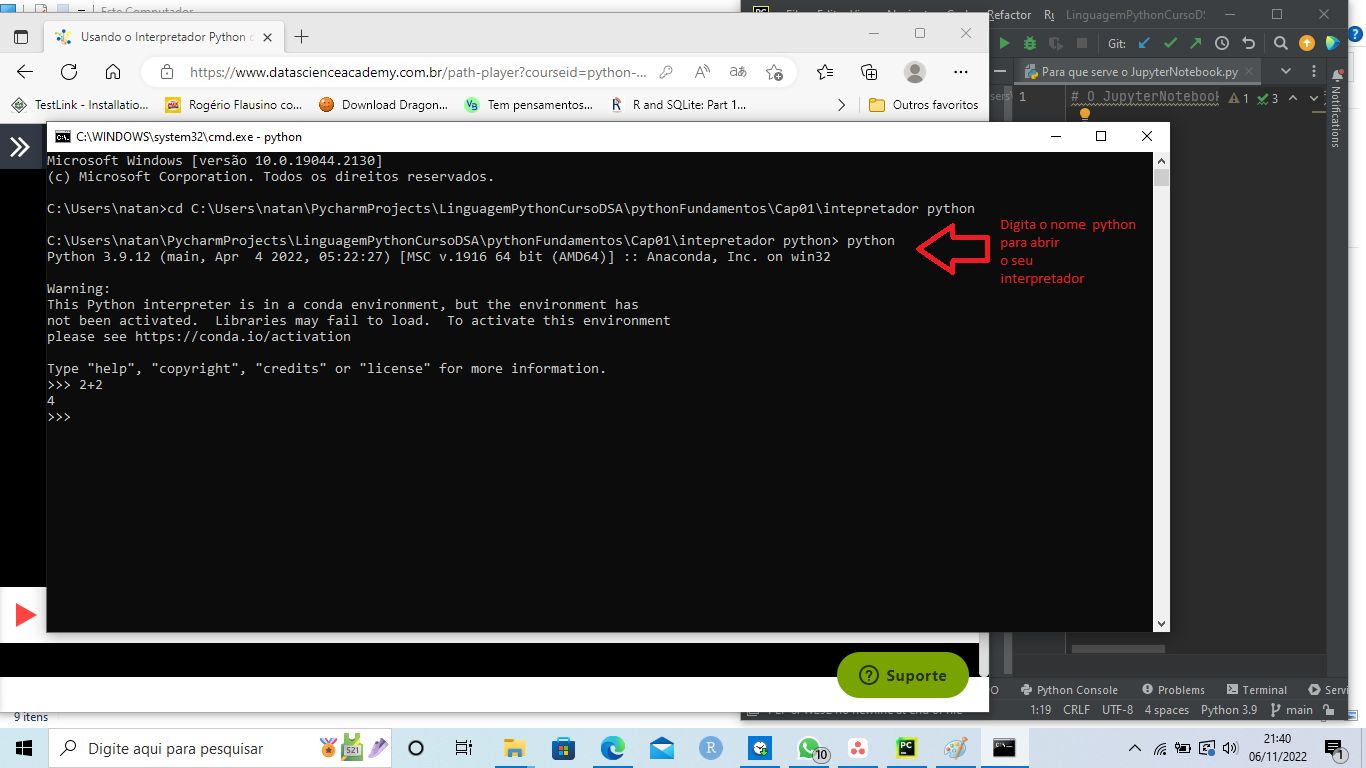 Este Computador
Usando o Interpretador Python c
https://www.datascienceacademy.com.br/path-player?courseid=python-...
TestLink - Installatio...
Rogério Flausino co...
Download Dragon...
Tem pensamentos...
R and SQLite: Part 1...
Outros favoritos
Refactor
LinguagemPythonCursoDS
Git:
Para que serve o JupyterNotebook.py
1
# O JupyterNotebook
1
3
Notifications
C:\WINDOWS\system32\cmd.exe - python
Microsoft Windows [versão 10.0.19044.2130]
(c) Microsoft Corporation. Todos os direitos reservados.
C:\Users\natan>cd C:\Users\natan\PycharmProjects\LinguagemPythonCursoDSA\pythonFundamentos\Cap01\intepretador python
C:\Users\natan\PycharmProjects\LinguagemPythonCursoDSA\pythonFundamentos\Cap01\intepretador python> python
Python 3.9.12 (main, Apr  4 2022, 05:22:27) [MSC v.1916 64 bit (AMD64)] :: Anaconda, Inc. on win32
Digita o nome  python
para abrir
o seu
interpretador
Warning:
This Python interpreter is in a conda environment, but the environment has
not been activated.  Libraries may fail to load.  To activate this environment
please see https://conda.io/activation
Type "help", "copyright", "credits" or "license" for more information.
>>> 2+2
4
>>>
Suporte
Python Console
Problems
Terminal
Servi
1:19
CRLF
UTF-8
4 spaces
Python 3.9
main
9 itens
Digite aqui para pesquisar
521
10
21:40
06/11/2022
1